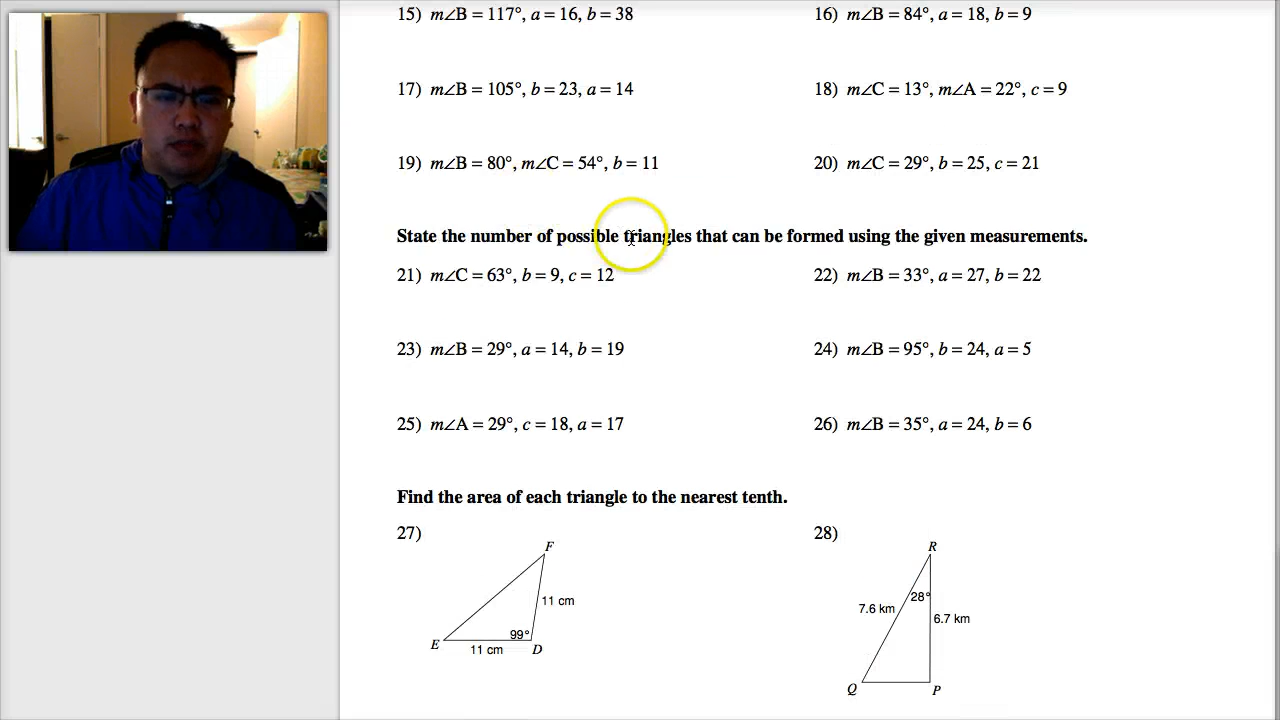 15) m∠B = 117°, a = 16, b = 38
16) m∠B = 84°, a = 18, b = 9
17) m∠B = 105°, b = 23, a = 14
18) m∠C = 13°, m∠A = 22°, c = 9
19) m∠B = 80°, m∠C = 54°, b = 11
20) m∠C = 29°, b = 25, c = 21
State the number of possible triangles that can be formed using the given measurements.
21) m∠C = 63°, b = 9, c = 12
22) m∠B = 33°, a = 27, b = 22
23) m∠B = 29°, a = 14, b = 19
24) m∠B = 95°, b = 24, a = 5
25) m∠A = 29°, c = 18, a = 17
26) m∠B = 35°, a = 24, b = 6
Find the area of each triangle to the nearest tenth.
27)
F
11 cm
99°
E
11 cm
D
28)
R
28°
7.6 km
6.7 km
Q
P